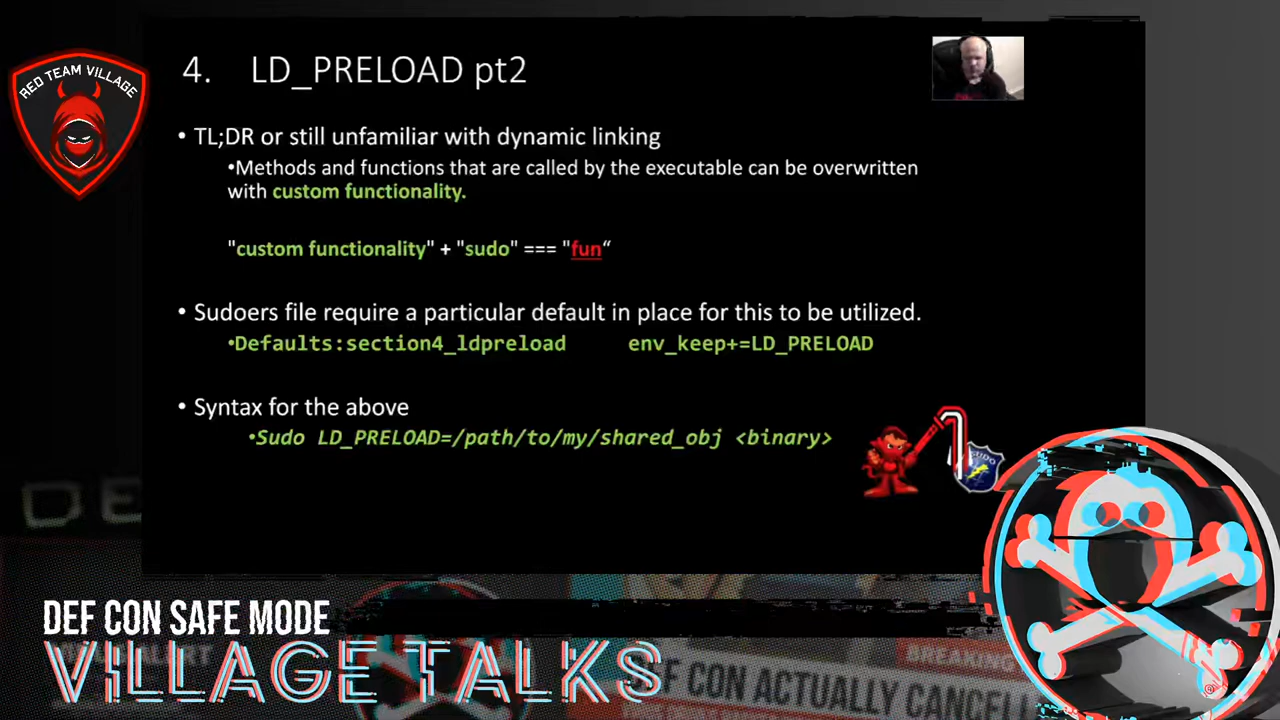 RED TEAM VILLAGE
4. LD_PRELOAD pt2
• TL;DR or still unfamiliar with dynamic linking
•Methods and functions that are called by the executable can be overwritten
with custom functionality.
"custom functionality" + "sudo" === "fun“
• Sudoers file require a particular default in place for this to be utilized.
•Defaults:section4_ldpreload env_keep+=LD_PRELOAD
• Syntax for the above
•Sudo LD_PRELOAD=/path/to/my/shared_obj <binary>
DEF CON SAFE MODE
VILLAGE TALKS
DEF CON ACTUALLY CANCELL